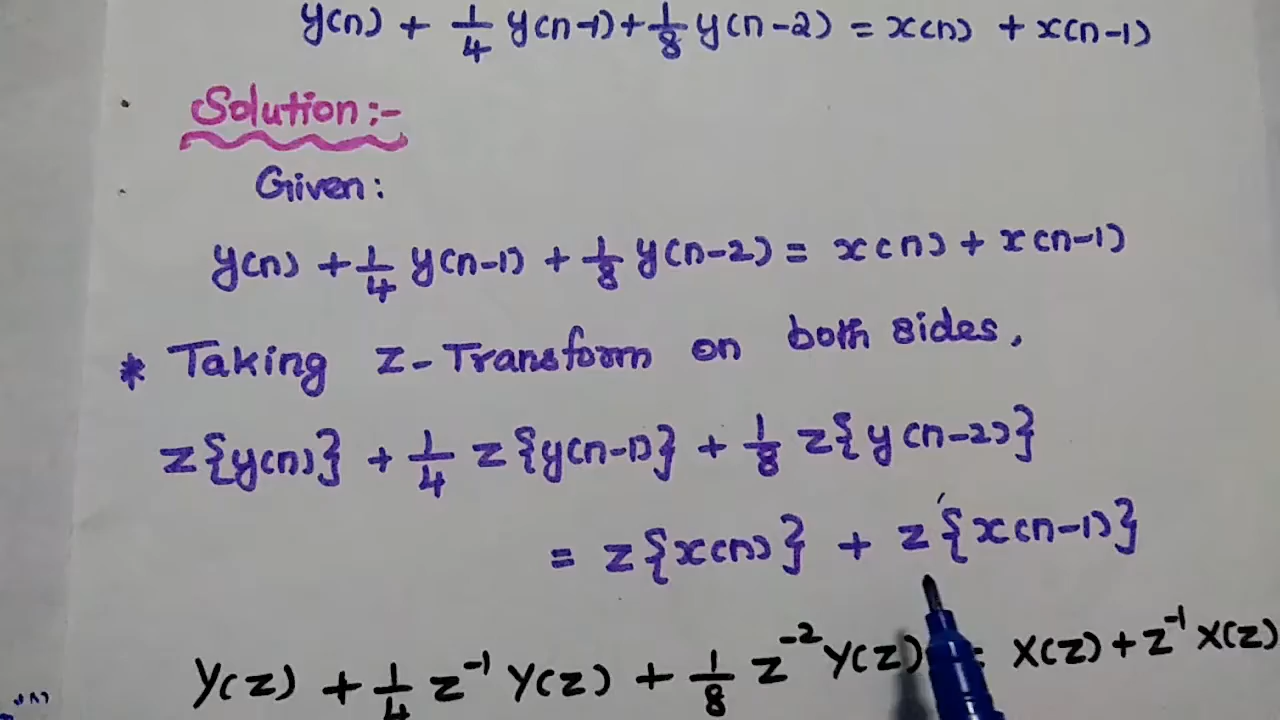 y(n) + 1/4 y(n-1) + 1/8 y(n-2) = x(n) + x(n-1)
Solution:-
Given:
y(n) + 1/4 y(n-1) + 1/8 y(n-2) = x(n) + x(n-1)
* Taking z-Transform on both sides,
z{y(n)} + 1/4 z{y(n-1)} + 1/8 z{y(n-2)}
= z{x(n)} + z{x(n-1)}
Y(z) + 1/4 z⁻¹ Y(z) + 1/8 z⁻² Y(z) = X(z) + z⁻¹ X(z)